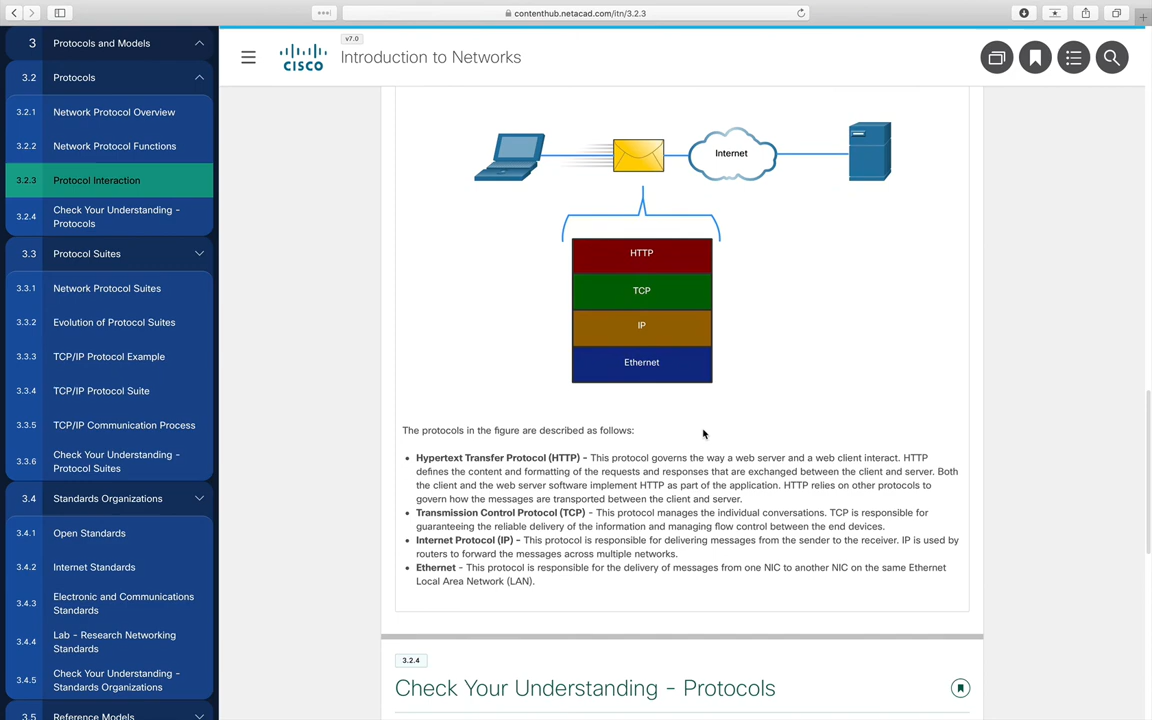 contenthub.netacad.com/itn/3.2.3
3 Protocols and Models
3.2 Protocols
3.2.1 Network Protocol Overview
3.2.2 Network Protocol Functions
3.2.3 Protocol Interaction
3.2.4 Check Your Understanding -
Protocols
3.3 Protocol Suites
3.3.1 Network Protocol Suites
3.3.2 Evolution of Protocol Suites
3.3.3 TCP/IP Protocol Example
3.3.4 TCP/IP Protocol Suite
3.3.5 TCP/IP Communication Process
3.3.6 Check Your Understanding -
Protocol Suites
3.4 Standards Organizations
3.4.1 Open Standards
3.4.2 Internet Standards
3.4.3 Electronic and Communications
Standards
3.4.4 Lab - Research Networking
Standards
3.4.5 Check Your Understanding -
Standards Organizations
3.5 Reference Models
v7.0
CISCO
Introduction to Networks
Internet
HTTP
TCP
IP
Ethernet
The protocols in the figure are described as follows:
• Hypertext Transfer Protocol (HTTP) - This protocol governs the way a web server and a web client interact. HTTP
defines the content and formatting of the requests and responses that are exchanged between the client and server. Both
the client and the web server software implement HTTP as part of the application. HTTP relies on other protocols to
govern how the messages are transported between the client and server.
• Transmission Control Protocol (TCP) - This protocol manages the individual conversations. TCP is responsible for
guaranteeing the reliable delivery of the information and managing flow control between the end devices.
• Internet Protocol (IP) - This protocol is responsible for delivering messages from the sender to the receiver. IP is used by
routers to forward the messages across multiple networks.
• Ethernet - This protocol is responsible for the delivery of messages from one NIC to another NIC on the same Ethernet
Local Area Network (LAN).
3.2.4
Check Your Understanding - Protocols